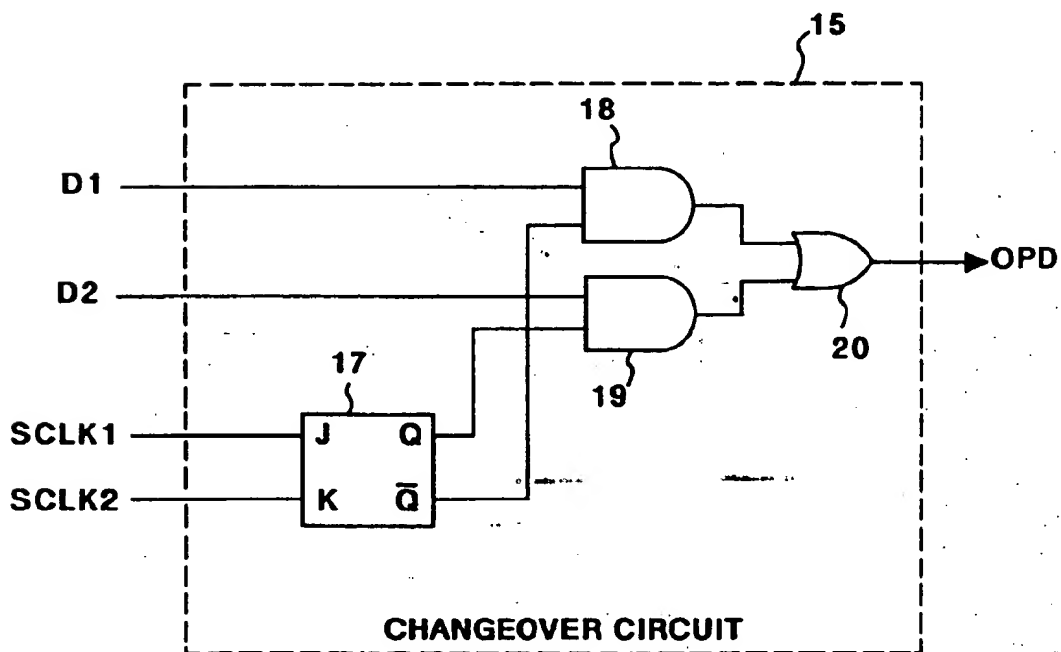 15
18
D1
OPD
D2
20
17
19
SCLK1 J Q
SCLK2 K Q̅
CHANGEOVER CIRCUIT